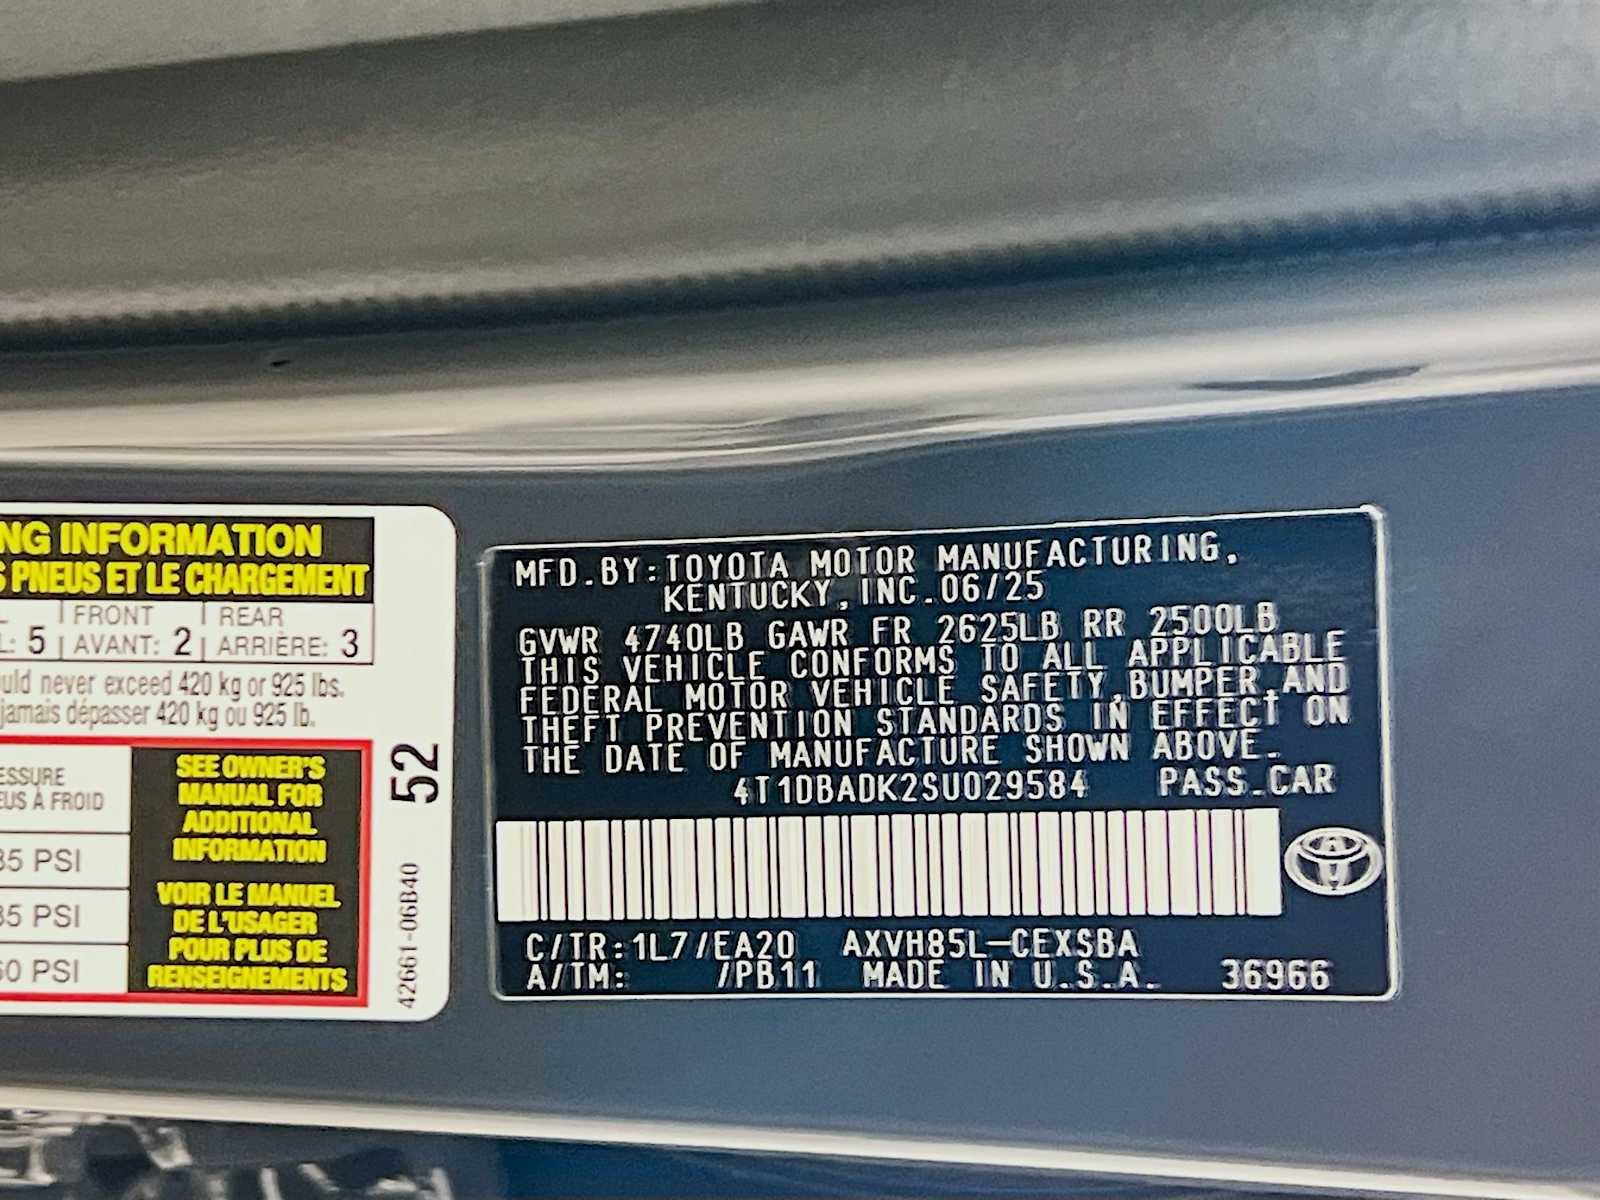 NG INFORMATION
S PNEUS ET LE CHARGEMENT
FRONT REAR
L: 5 AVANT: 2 ARRIÈRE: 3
uld never exceed 420 kg or 925 lbs.
jamais dépasser 420 kg ou 925 lb.
ESSURE
EUS À FROID
35 PSI
35 PSI
60 PSI
SEE OWNER'S
MANUAL FOR
ADDITIONAL
INFORMATION
VOIR LE MANUEL
DE L'USAGER
POUR PLUS DE
RENSEIGNEMENTS
52
42661-06B40
MFD.BY:TOYOTA MOTOR MANUFACTURING,
KENTUCKY,INC.06/25
GVWR 4740LB GAWR FR 2625LB RR 2500LB
THIS VEHICLE CONFORMS TO ALL APPLICABLE
FEDERAL MOTOR VEHICLE SAFETY,BUMPER,AND
THEFT PREVENTION STANDARDS IN EFFECT ON
THE DATE OF MANUFACTURE SHOWN ABOVE.
4T1DBADK2SU029584 PASS.CAR
C/TR:1L7/EA20 AXVH85L-CEXSBA
A/TM: /PB11 MADE IN U.S.A. 36966